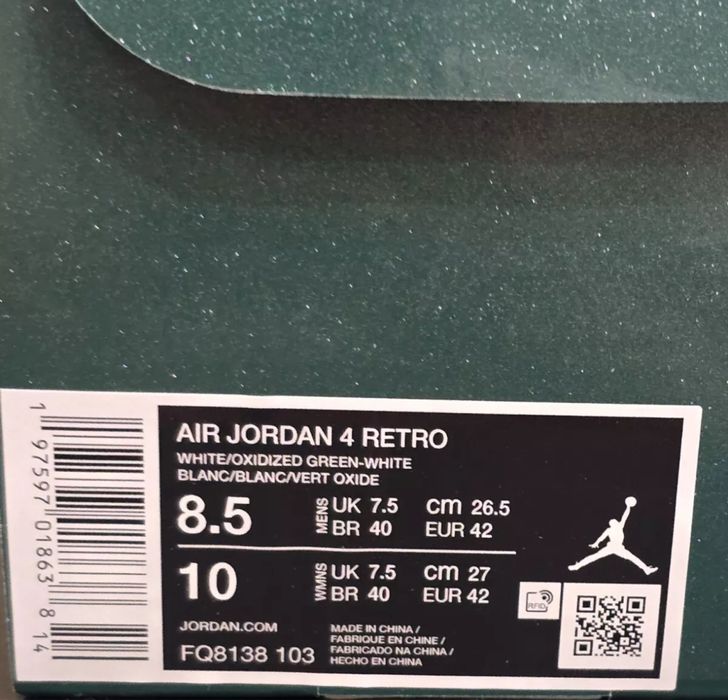 AIR JORDAN 4 RETRO
WHITE/OXIDIZED GREEN-WHITE
BLANC/BLANC/VERT OXIDE
8.5 MENS UK 7.5 cm 26.5
BR 40 EUR 42
10 WMNS UK 7.5 cm 27
BR 40 EUR 42
RFID
JORDAN.COM
FQ8138 103
MADE IN CHINA /
FABRIQUE EN CHINE /
FABRICADO NA CHINA /
HECHO EN CHINA
1 97597 01863 8 14